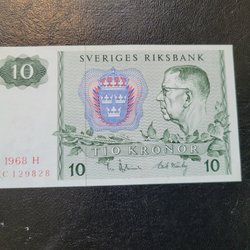 10
SVERIGES RIKSBANK
1968 H
C 129828
TIO KRONOR
10
10